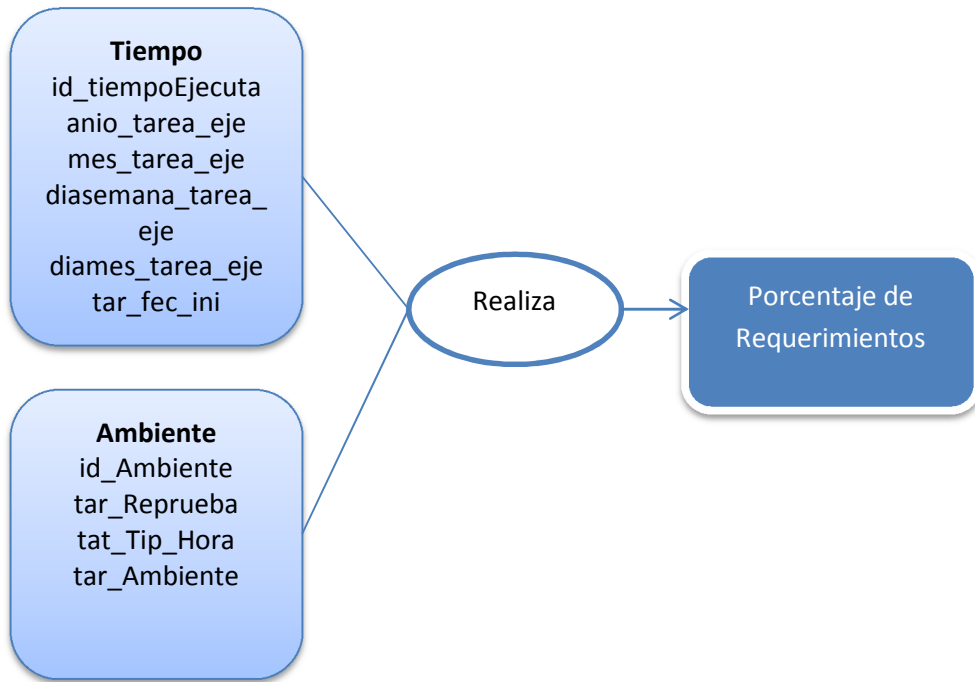 Tiempo
id_tiempoEjecuta
anio_tarea_eje
mes_tarea_eje
diasemana_tarea_
eje
diames_tarea_eje
tar_fec_ini
Realiza
Porcentaje de
Requerimientos
Ambiente
id_Ambiente
tar_Reprueba
tat_Tip_Hora
tar_Ambiente